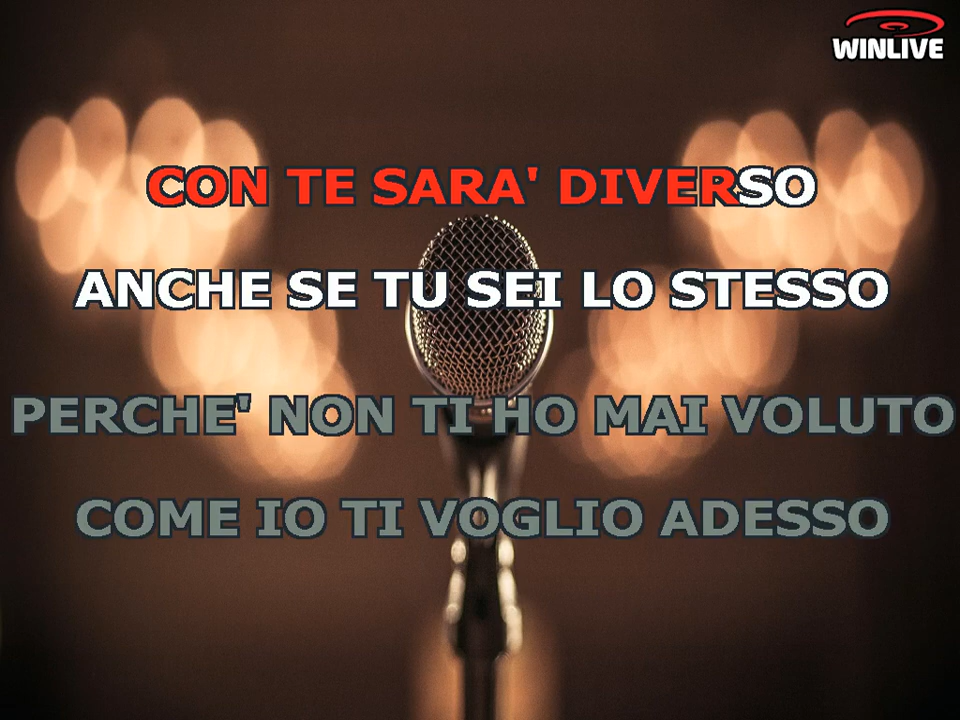 WINLIVE
CON TE SARA' DIVERSO
ANCHE SE TU SEI LO STESSO
PERCHE' NON TI HO MAI VOLUTO
COME IO TI VOGLIO ADESSO